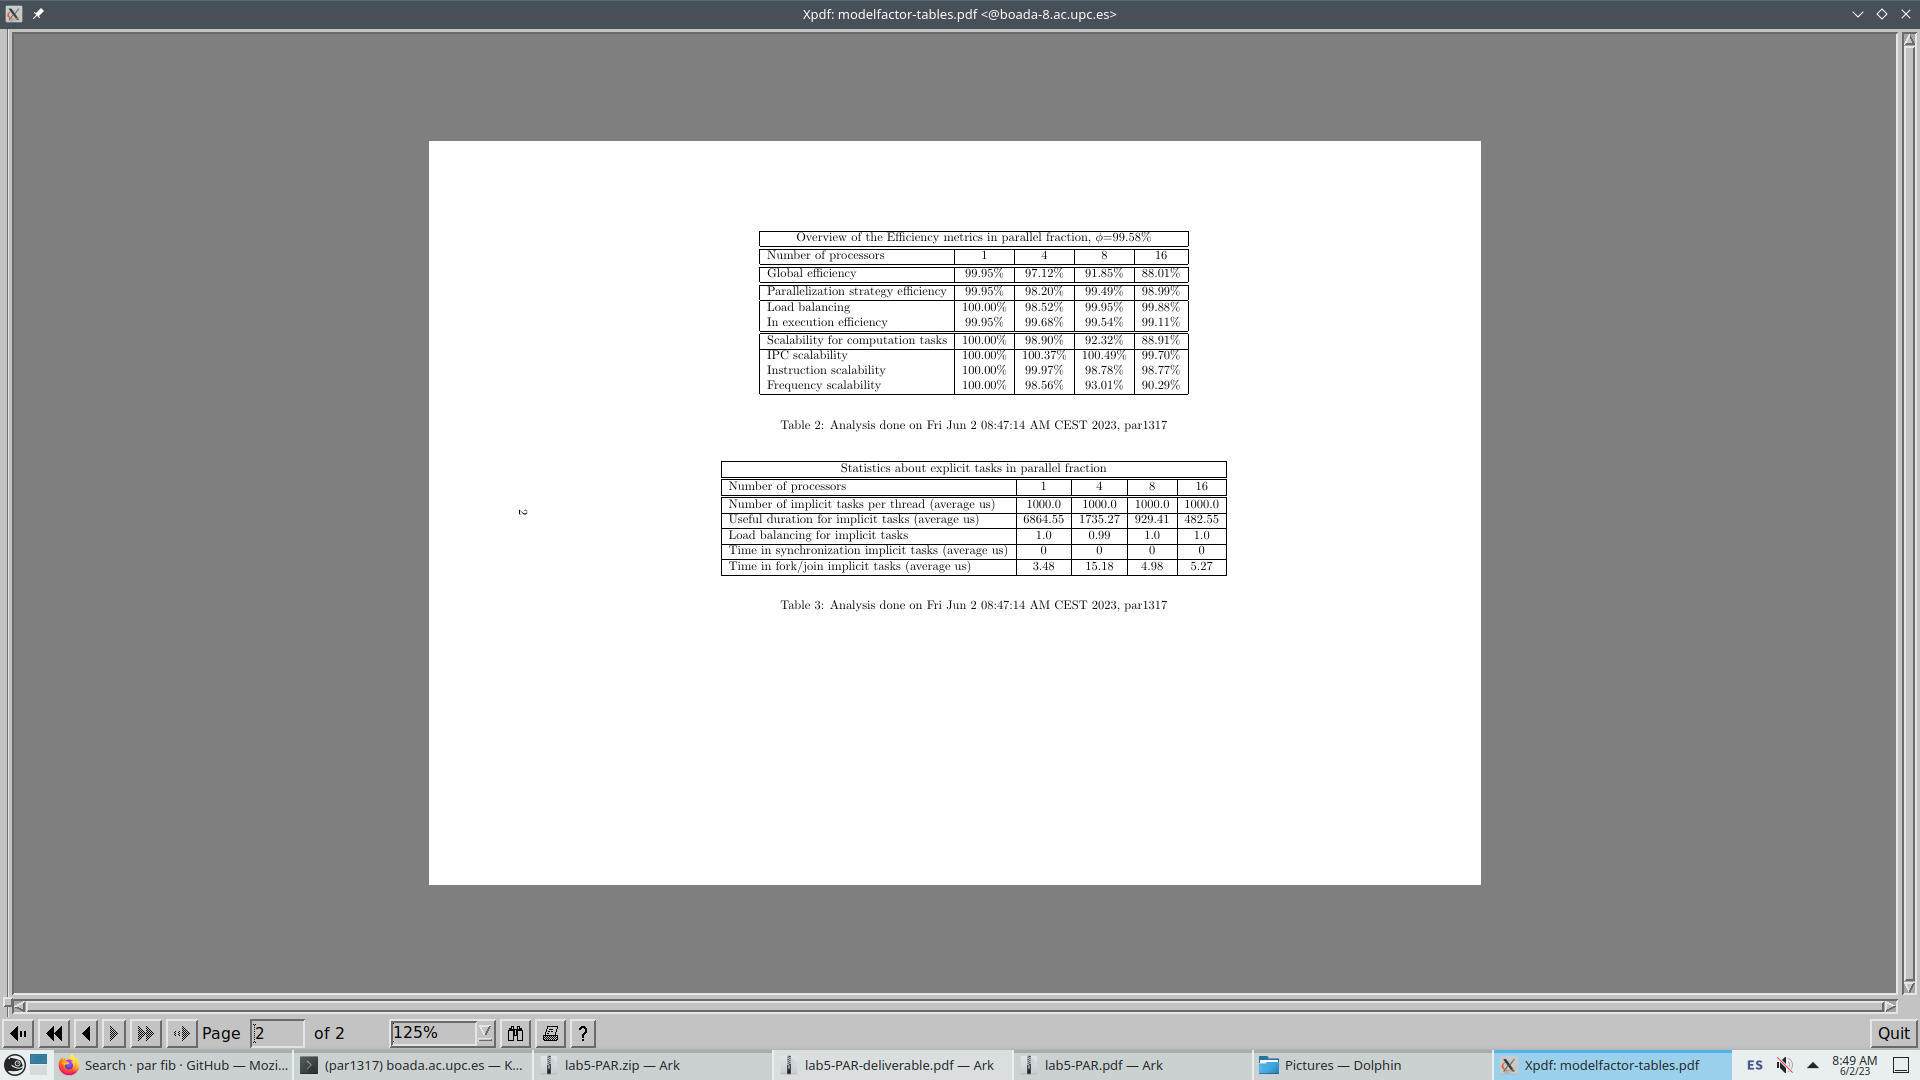 Xpdf: modelfactor-tables.pdf <@boada-8.ac.upc.es>
Overview of the Efficiency metrics in parallel fraction, ϕ=99.58%
Number of processors 1 4 8 16
Global efficiency 99.95% 97.12% 91.85% 88.01%
Parallelization strategy efficiency 99.95% 98.20% 99.49% 98.99%
Load balancing 100.00% 98.52% 99.95% 99.88%
In execution efficiency 99.95% 99.68% 99.54% 99.11%
Scalability for computation tasks 100.00% 98.90% 92.32% 88.91%
IPC scalability 100.00% 100.37% 100.49% 99.70%
Instruction scalability 100.00% 99.97% 98.78% 98.77%
Frequency scalability 100.00% 98.56% 93.01% 90.29%
Table 2: Analysis done on Fri Jun 2 08:47:14 AM CEST 2023, par1317
Statistics about explicit tasks in parallel fraction
Number of processors 1 4 8 16
Number of implicit tasks per thread (average us) 1000.0 1000.0 1000.0 1000.0
Useful duration for implicit tasks (average us) 6864.55 1735.27 929.41 482.55
Load balancing for implicit tasks 1.0 0.99 1.0 1.0
Time in synchronization implicit tasks (average us) 0 0 0 0
Time in fork/join implicit tasks (average us) 3.48 15.18 4.98 5.27
Table 3: Analysis done on Fri Jun 2 08:47:14 AM CEST 2023, par1317
2
Page 2 of 2 125% ? Quit
Search · par fib · GitHub — Mozi... (par1317) boada.ac.upc.es — K... lab5-PAR.zip — Ark lab5-PAR-deliverable.pdf — Ark lab5-PAR.pdf — Ark Pictures — Dolphin Xpdf: modelfactor-tables.pdf ES 8:49 AM
6/2/23